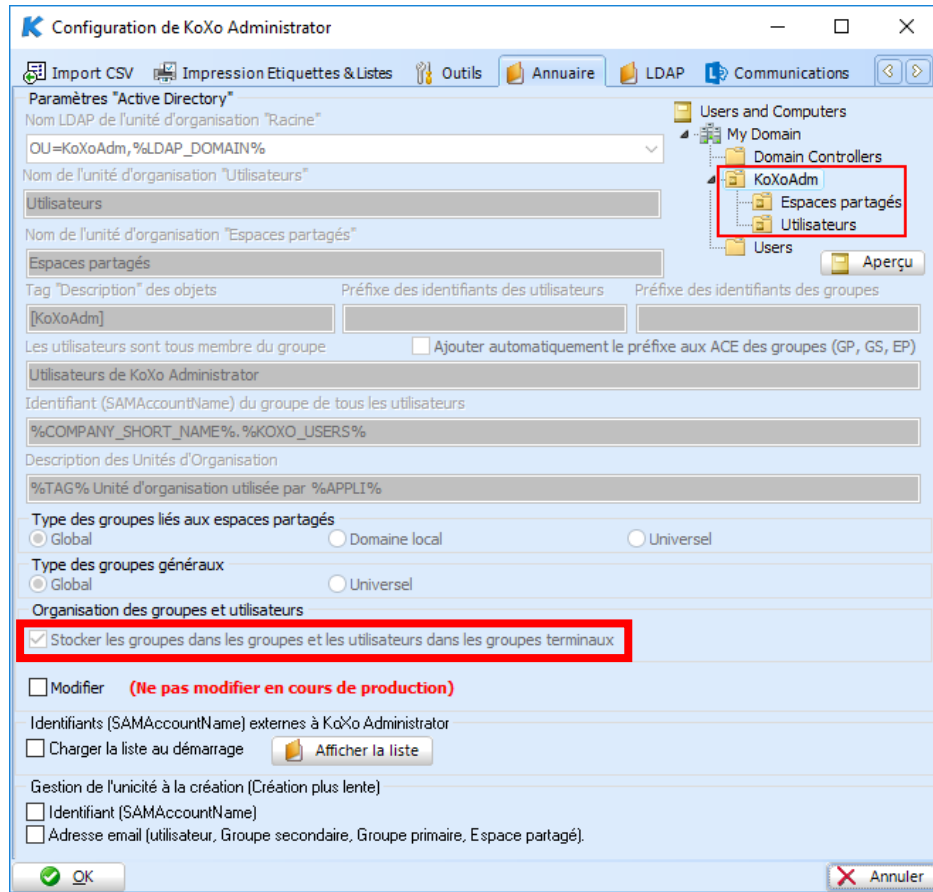 Configuration de KoXo Administrator
Import CSV Impression Etiquettes & Listes Outils Annuaire LDAP Communications
Paramètres "Active Directory"
Nom LDAP de l'unité d'organisation "Racine"
OU=KoXoAdm,%LDAP_DOMAIN%
Nom de l'unité d'organisation "Utilisateurs"
Utilisateurs
Nom de l'unité d'organisation "Espaces partagés"
Espaces partagés
Users and Computers
My Domain
Domain Controllers
KoXoAdm
Espaces partagés
Utilisateurs
Users
Aperçu
Tag "Description" des objets Préfixe des identifiants des utilisateurs Préfixe des identifiants des groupes
[KoXoAdm]
Les utilisateurs sont tous membre du groupe Ajouter automatiquement le préfixe aux ACE des groupes (GP, GS, EP)
Utilisateurs de KoXo Administrator
Identifiant (SAMAccountName) du groupe de tous les utilisateurs
%COMPANY_SHORT_NAME%.%KOXO_USERS%
Description des Unités d'Organisation
%TAG% Unité d'organisation utilisée par %APPLI%
Type des groupes liés aux espaces partagés
Global Domaine local Universel
Type des groupes généraux
Global Universel
Organisation des groupes et utilisateurs
Stocker les groupes dans les groupes et les utilisateurs dans les groupes terminaux
Modifier (Ne pas modifier en cours de production)
Identifiants (SAMAccountName) externes à KoXo Administrator
Charger la liste au démarrage Afficher la liste
Gestion de l'unicité à la création (Création plus lente)
Identifiant (SAMAccountName)
Adresse email (utilisateur, Groupe secondaire, Groupe primaire, Espace partagé).
OK Annuler